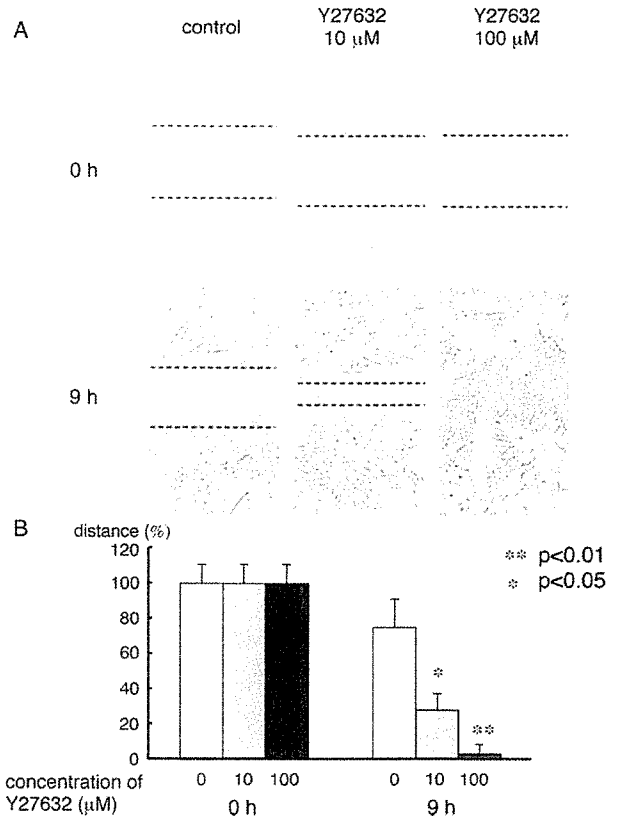 A
control
Y27632
10 μM
Y27632
100 μM
0 h
9 h
B
distance (%)
120
100
80
60
40
20
0
** p<0.01
* p<0.05
*
**
concentration of
Y27632 (μM)
0 10 100
0 10 100
0 h
9 h